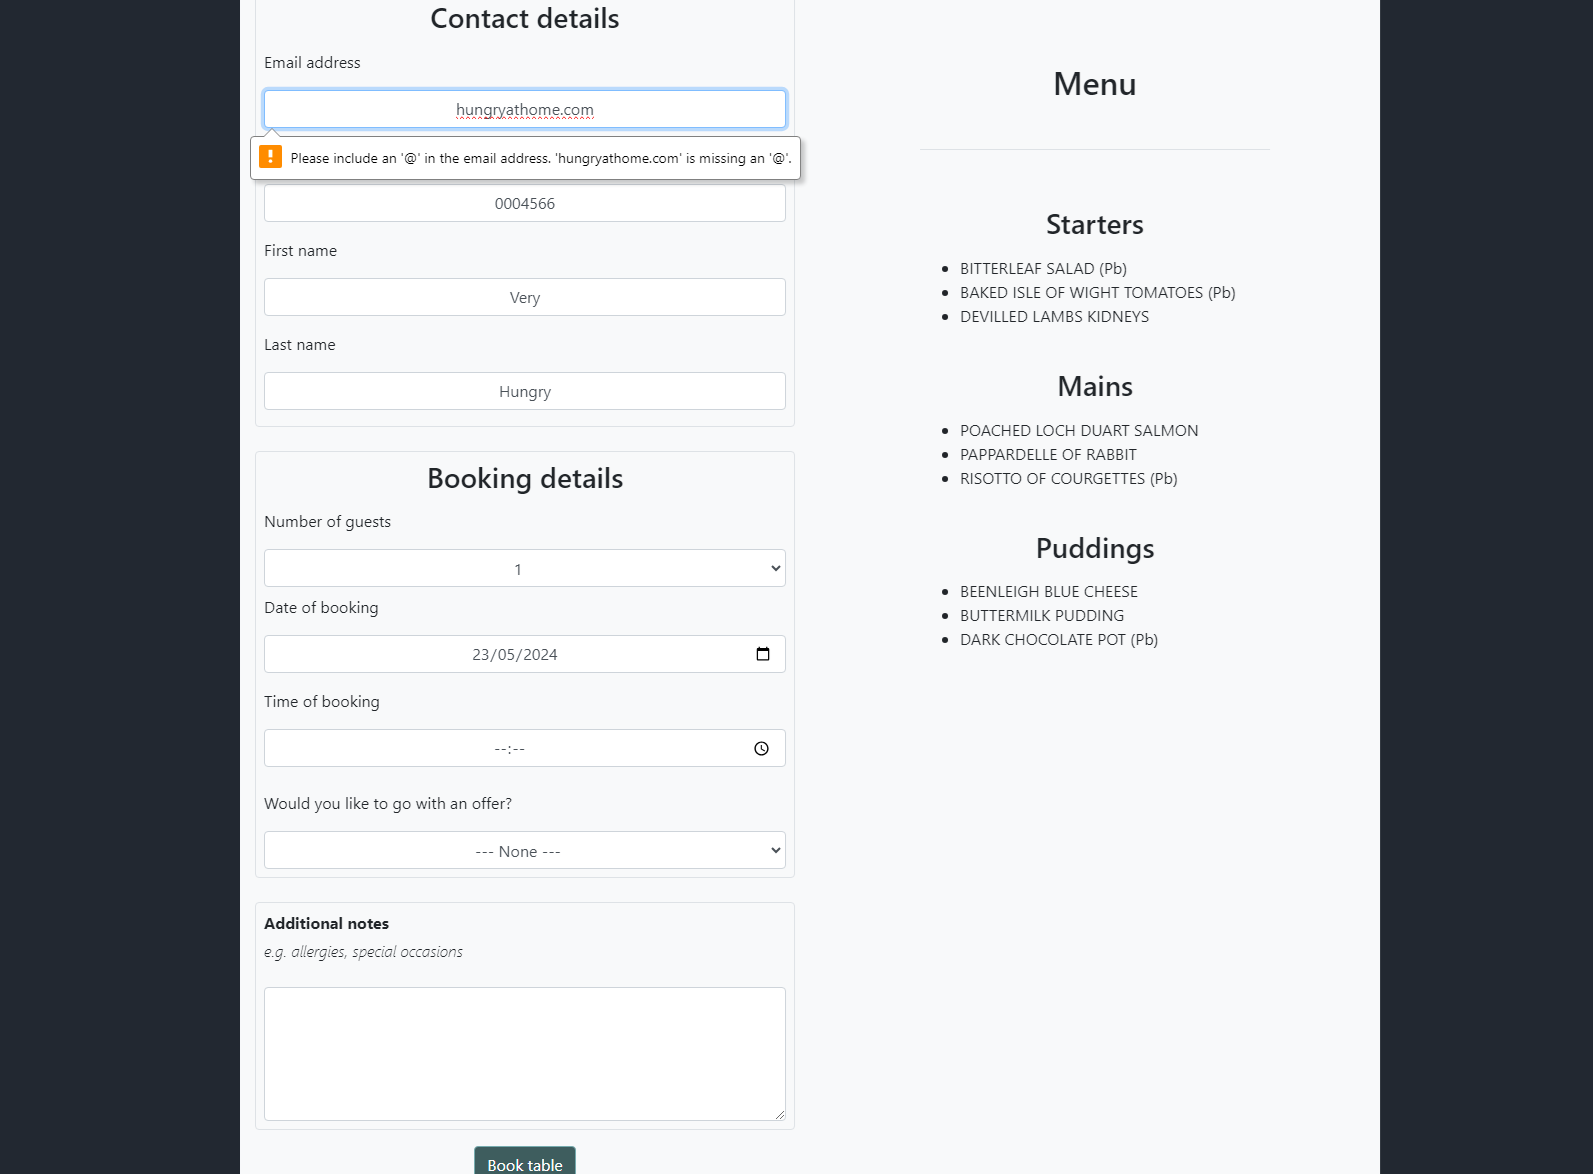 Contact details
Email address
hungryathome.com
Please include an '@' in the email address. 'hungryathome.com' is missing an '@'.
0004566
First name
Very
Last name
Hungry
Booking details
Number of guests
1
Date of booking
23/05/2024
Time of booking
--:--
Would you like to go with an offer?
--- None ---
Additional notes
e.g. allergies, special occasions
Book table
Menu
Starters
BITTERLEAF SALAD (Pb)
BAKED ISLE OF WIGHT TOMATOES (Pb)
DEVILLED LAMBS KIDNEYS
Mains
POACHED LOCH DUART SALMON
PAPPARDELLE OF RABBIT
RISOTTO OF COURGETTES (Pb)
Puddings
BEENLEIGH BLUE CHEESE
BUTTERMILK PUDDING
DARK CHOCOLATE POT (Pb)